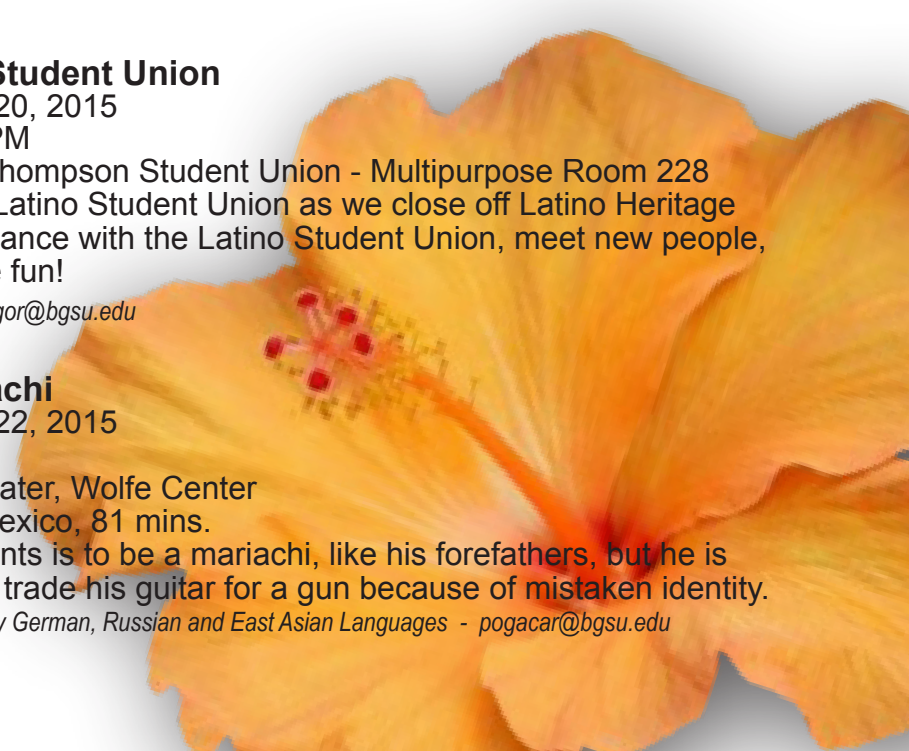 Student Union
20, 2015
PM
hompson Student Union - Multipurpose Room 228
Latino Student Union as we close off Latino Heritage
ance with the Latino Student Union, meet new people,
e fun!
gor@bgsu.edu
achi
22, 2015
ater, Wolfe Center
exico, 81 mins.
nts is to be a mariachi, like his forefathers, but he is
trade his guitar for a gun because of mistaken identity.
y German, Russian and East Asian Languages - pogacar@bgsu.edu